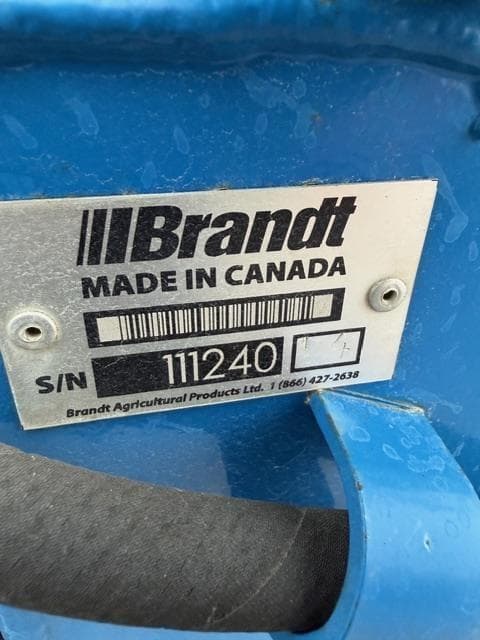 Brandt
MADE IN CANADA
S/N 111240
Brandt Agricultural Products Ltd. 1 (866) 427-2638